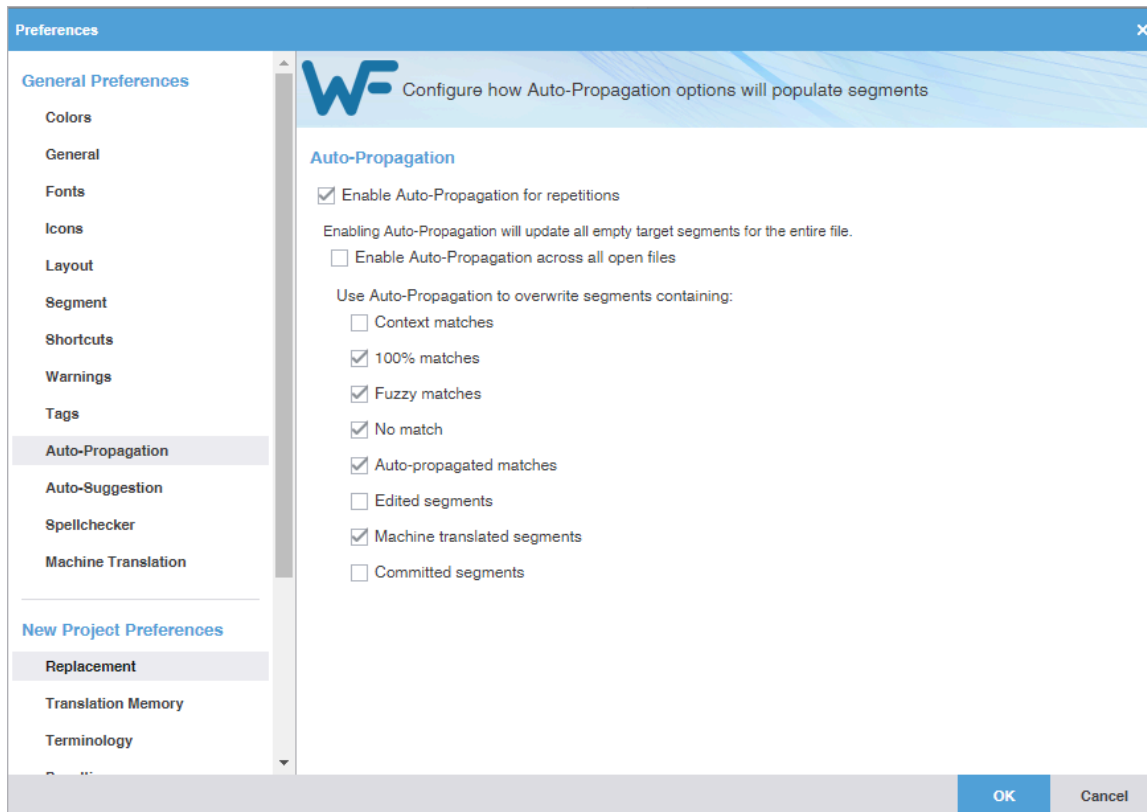 Preferences
General Preferences
Colors
General
Fonts
Icons
Layout
Segment
Shortcuts
Warnings
Tags
Auto-Propagation
Auto-Suggestion
Spellchecker
Machine Translation
New Project Preferences
Replacement
Translation Memory
Terminology
WF Configure how Auto-Propagation options will populate segments
Auto-Propagation
Enable Auto-Propagation for repetitions
Enabling Auto-Propagation will update all empty target segments for the entire file.
Enable Auto-Propagation across all open files
Use Auto-Propagation to overwrite segments containing:
Context matches
100% matches
Fuzzy matches
No match
Auto-propagated matches
Edited segments
Machine translated segments
Committed segments
OK Cancel